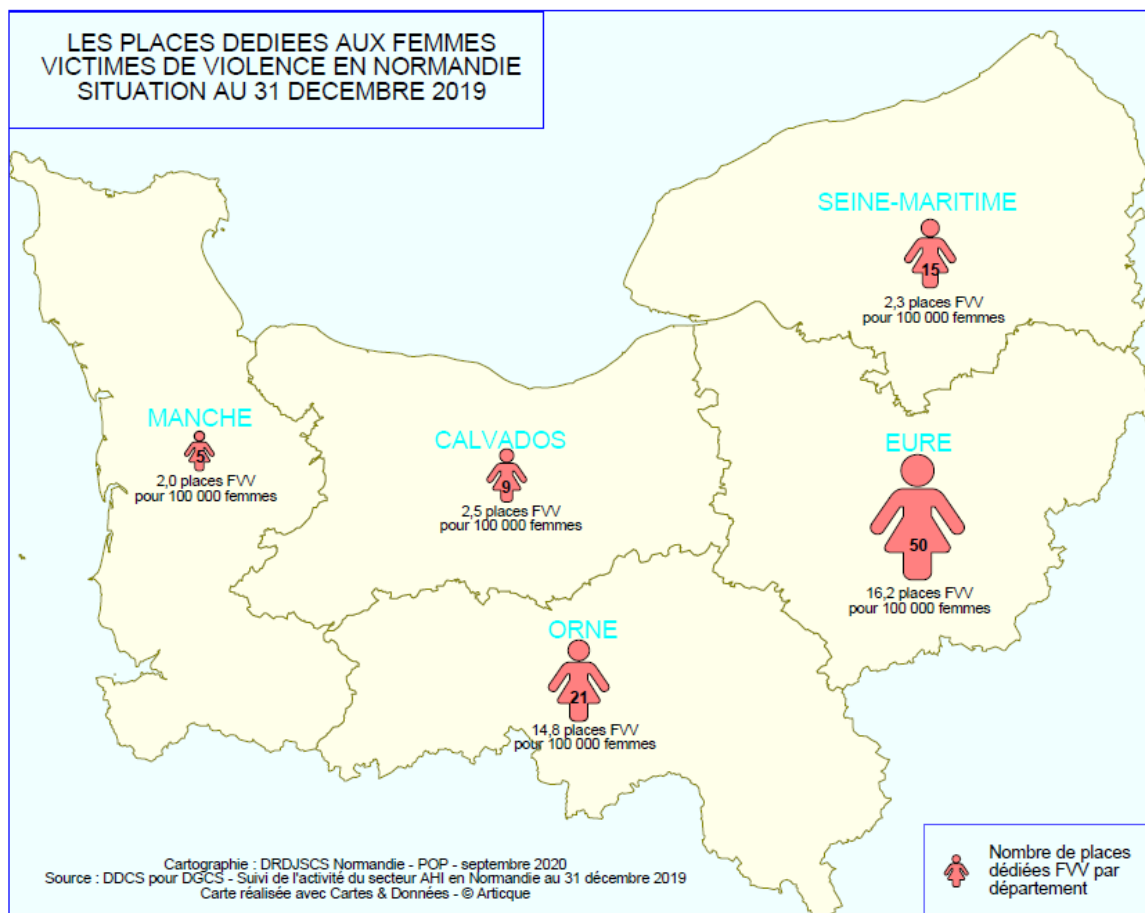 LES PLACES DEDIEES AUX FEMMES
VICTIMES DE VIOLENCE EN NORMANDIE
SITUATION AU 31 DECEMBRE 2019
SEINE-MARITIME
15
2,3 places FVV
pour 100 000 femmes
MANCHE
5
2,0 places FVV
pour 100 000 femmes
CALVADOS
9
2,5 places FVV
pour 100 000 femmes
EURE
50
16,2 places FVV
pour 100 000 femmes
ORNE
21
14,8 places FVV
pour 100 000 femmes
Cartographie : DRDJSCS Normandie - POP - septembre 2020
Source : DDCS pour DGCS - Suivi de l'activité du secteur AHI en Normandie au 31 décembre 2019
Carte réalisée avec Cartes & Données - © Articque
Nombre de places
dédiées FVV par
département